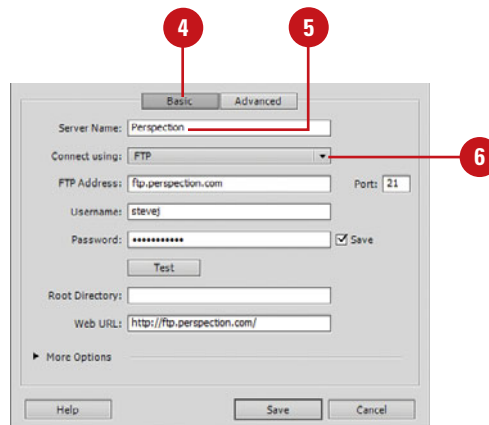 4 5
Basic Advanced
Server Name: Perspection
Connect using: FTP
6
FTP Address: ftp.perspection.com Port: 21
Username: stevej
Password: •••••••••••  Save
Test
Root Directory:
Web URL: http://ftp.perspection.com/
More Options
Help Save Cancel